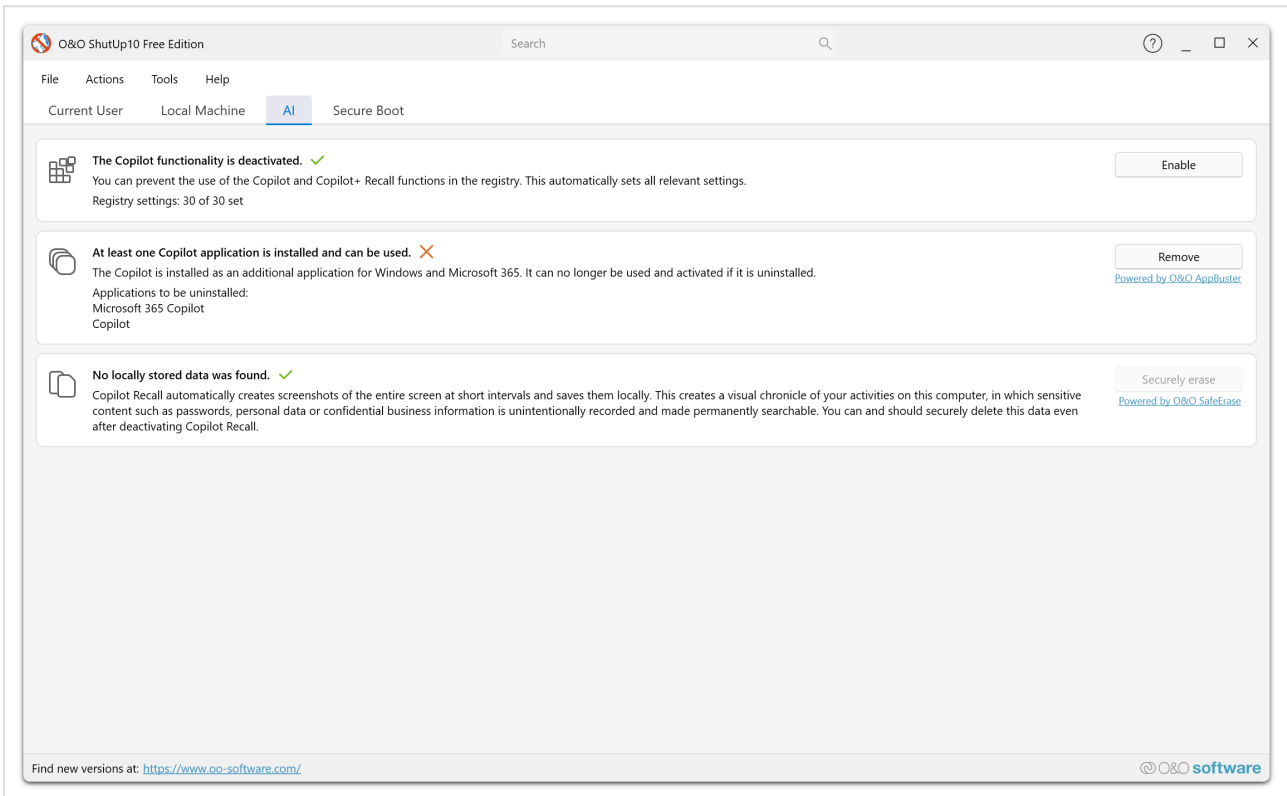 O&O ShutUp10 Free Edition
Search
?
File Actions Tools Help
Current User Local Machine AI Secure Boot
The Copilot functionality is deactivated.
Enable
You can prevent the use of the Copilot and Copilot+ Recall functions in the registry. This automatically sets all relevant settings.
Registry settings: 30 of 30 set
At least one Copilot application is installed and can be used.
Remove
The Copilot is installed as an additional application for Windows and Microsoft 365. It can no longer be used and activated if it is uninstalled.
Powered by O&O AppBuster
Applications to be uninstalled:
Microsoft 365 Copilot
Copilot
No locally stored data was found.
Securely erase
Copilot Recall automatically creates screenshots of the entire screen at short intervals and saves them locally. This creates a visual chronicle of your activities on this computer, in which sensitive
Powered by O&O SafeErase
content such as passwords, personal data or confidential business information is unintentionally recorded and made permanently searchable. You can and should securely delete this data even
after deactivating Copilot Recall.
Find new versions at: https://www.oo-software.com/
O&O software